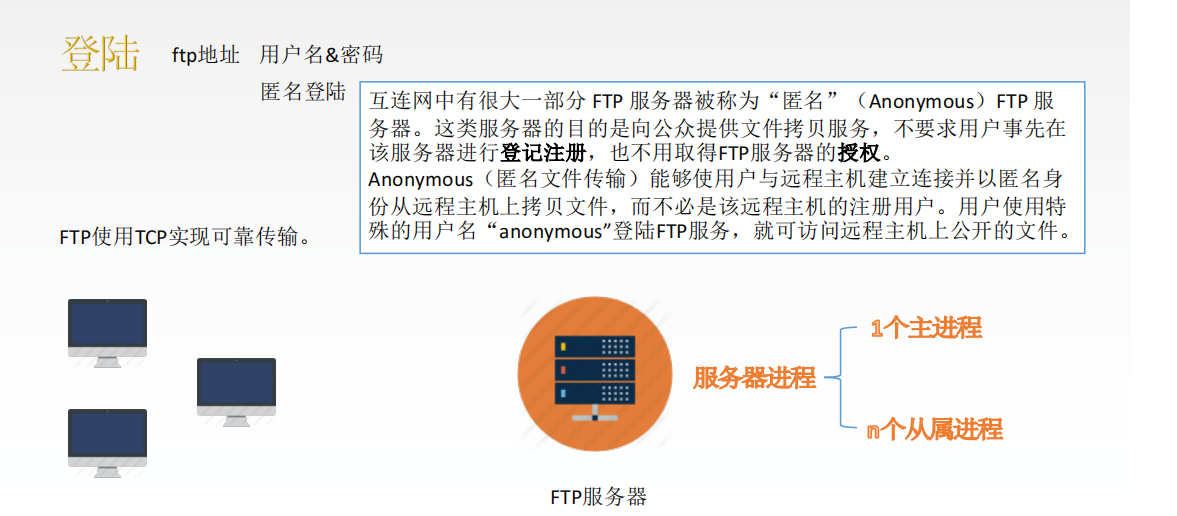 登陆 ftp地址 用户名&密码
匿名登陆
互连网中有很大一部分 FTP 服务器被称为“匿名”（Anonymous）FTP 服
务器。这类服务器的目的是向公众提供文件拷贝服务，不要求用户事先在
该服务器进行登记注册，也不用取得FTP服务器的授权。
Anonymous（匿名文件传输）能够使用户与远程主机建立连接并以匿名身
份从远程主机上拷贝文件，而不必是该远程主机的注册用户。用户使用特
殊的用户名“anonymous”登陆FTP服务，就可访问远程主机上公开的文件。
FTP使用TCP实现可靠传输。
1个主进程
服务器进程
n个从属进程
FTP服务器